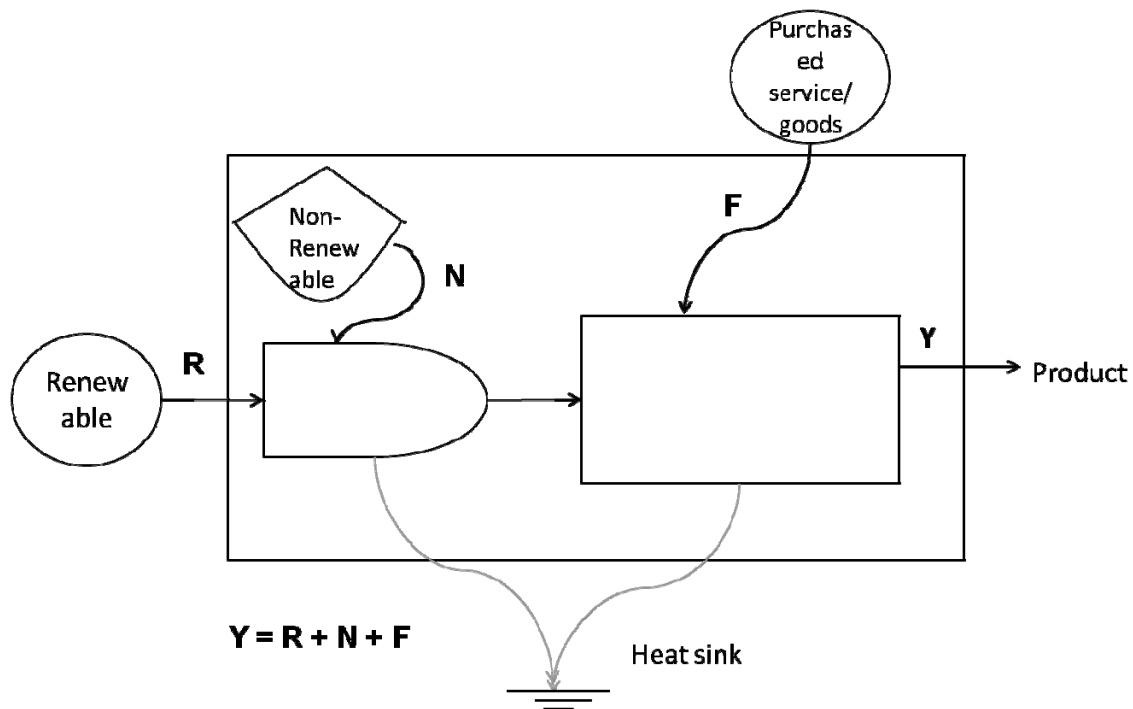 Purchas
ed
service/
goods
F
Non-
Renew
able
N
R
Renew
able
Y
Product
Y = R + N + F
Heat sink